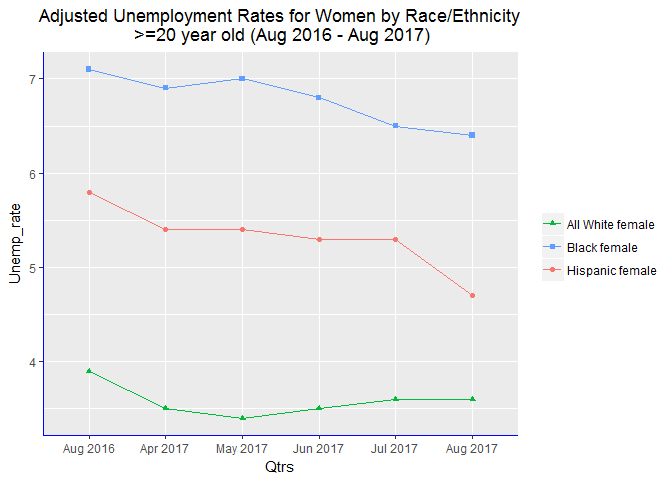 Adjusted Unemployment Rates for Women by Race/Ethnicity
>=20 year old (Aug 2016 - Aug 2017)
7
6
5
4
Unemp_rate
Aug 2016 Apr 2017 May 2017 Jun 2017 Jul 2017 Aug 2017
Qtrs
All White female
Black female
Hispanic female